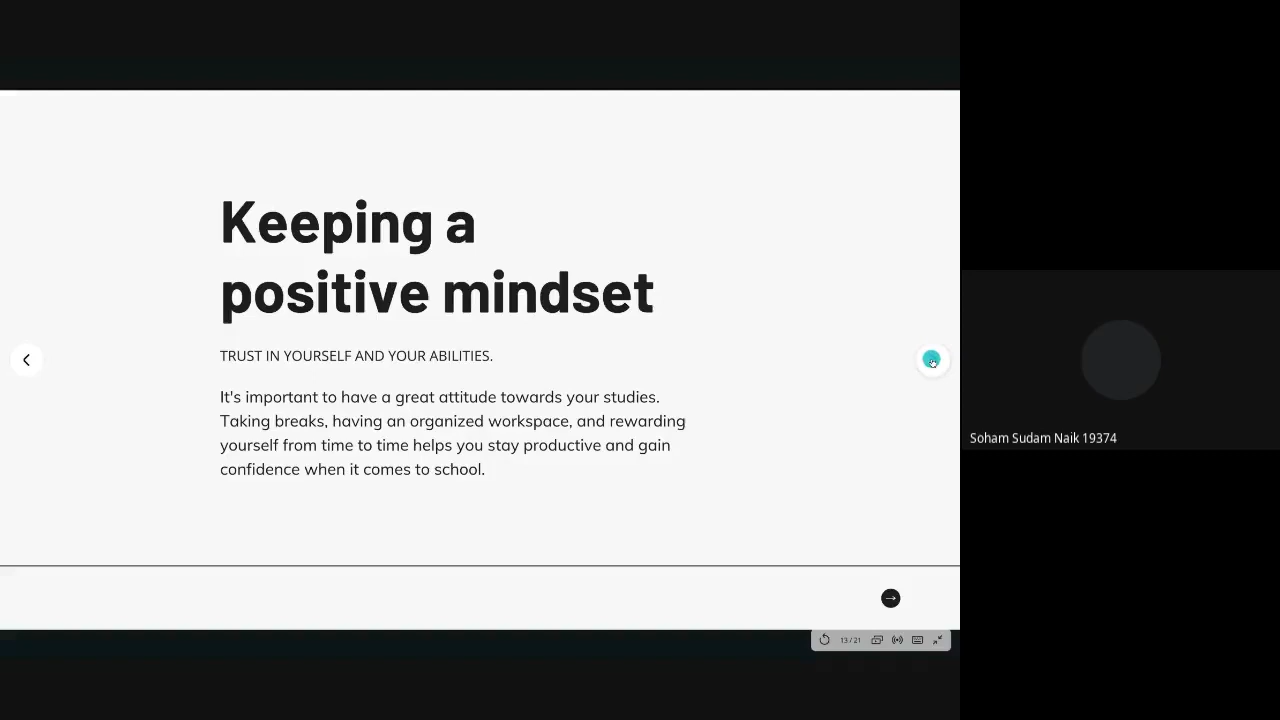 Keeping a
positive mindset
TRUST IN YOURSELF AND YOUR ABILITIES.
It's important to have a great attitude towards your studies.
Taking breaks, having an organized workspace, and rewarding
yourself from time to time helps you stay productive and gain
confidence when it comes to school.
Soham Sudam Naik 19374
13 / 21